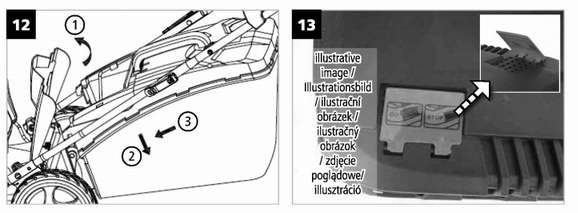 12
1
3
2
13
illustrative
image /
Illustrationsbild
/ ilustrační
obrázek /
ilustračný
obrázok
/ zdjęcie
poglądowe/
illusztráció
GO
STOP